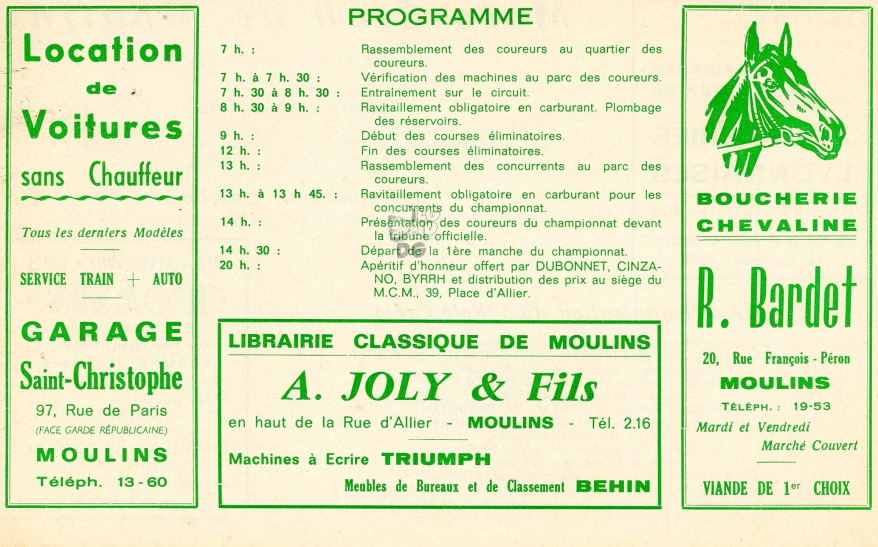 Location
de
Voitures
sans Chauffeur
Tous les derniers Modèles
SERVICE TRAIN + AUTO
GARAGE
Saint-Christophe
97, Rue de Paris
(FACE GARDE RÉPUBLICAINE)
MOULINS
Téléph. 13-60
PROGRAMME
7 h. : Rassemblement des coureurs au quartier des
coureurs.
7 h. à 7 h. 30 : Vérification des machines au parc des coureurs.
7 h. 30 à 8 h. 30 : Entraînement sur le circuit.
8 h. 30 à 9 h. : Ravitaillement obligatoire en carburant. Plombage
des réservoirs.
9 h. : Début des courses éliminatoires.
12 h. : Fin des courses éliminatoires.
13 h. : Rassemblement des concurrents au parc des
coureurs.
13 h. à 13 h 45. : Ravitaillement obligatoire en carburant pour les
concurrents du championnat.
14 h. : Présentation des coureurs du championnat devant
la tribune officielle.
14 h. 30 : Départ de la 1ère manche du championnat.
20 h. : Apéritif d'honneur offert par DUBONNET, CINZA-
NO, BYRRH et distribution des prix au siège du
M.C.M., 39, Place d'Allier.
LIBRAIRIE CLASSIQUE DE MOULINS
A. JOLY & Fils
en haut de la Rue d'Allier - MOULINS - Tél. 2.16
Machines à Ecrire TRIUMPH
Meubles de Bureaux et de Classement BEHIN
BOUCHERIE
CHEVALINE
R. Bardet
20, Rue François - Péron
MOULINS
TÉLÉPH. : 19-53
Mardi et Vendredi
Marché Couvert
VIANDE DE 1er CHOIX